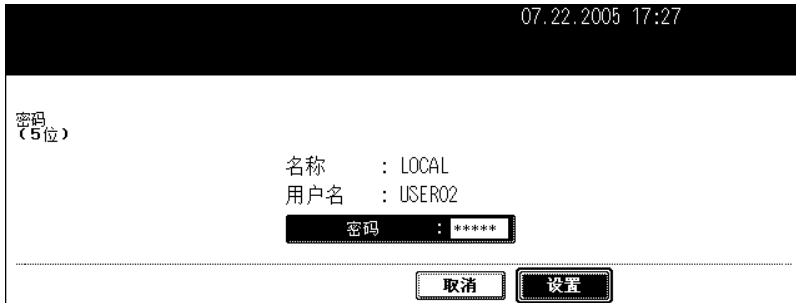 07.22.2005 17:27
密码
(5位)
名称 : LOCAL
用户名 : USER02
密码 : *****
取消 设置